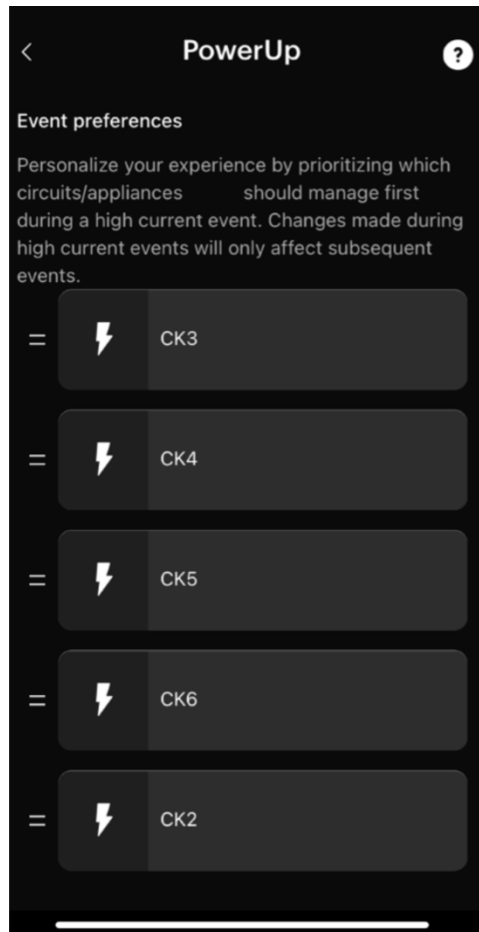 PowerUp
?
Event preferences
Personalize your experience by prioritizing which
circuits/appliances should manage first
during a high current event. Changes made during
high current events will only affect subsequent
events.
CK3
CK4
CK5
CK6
CK2